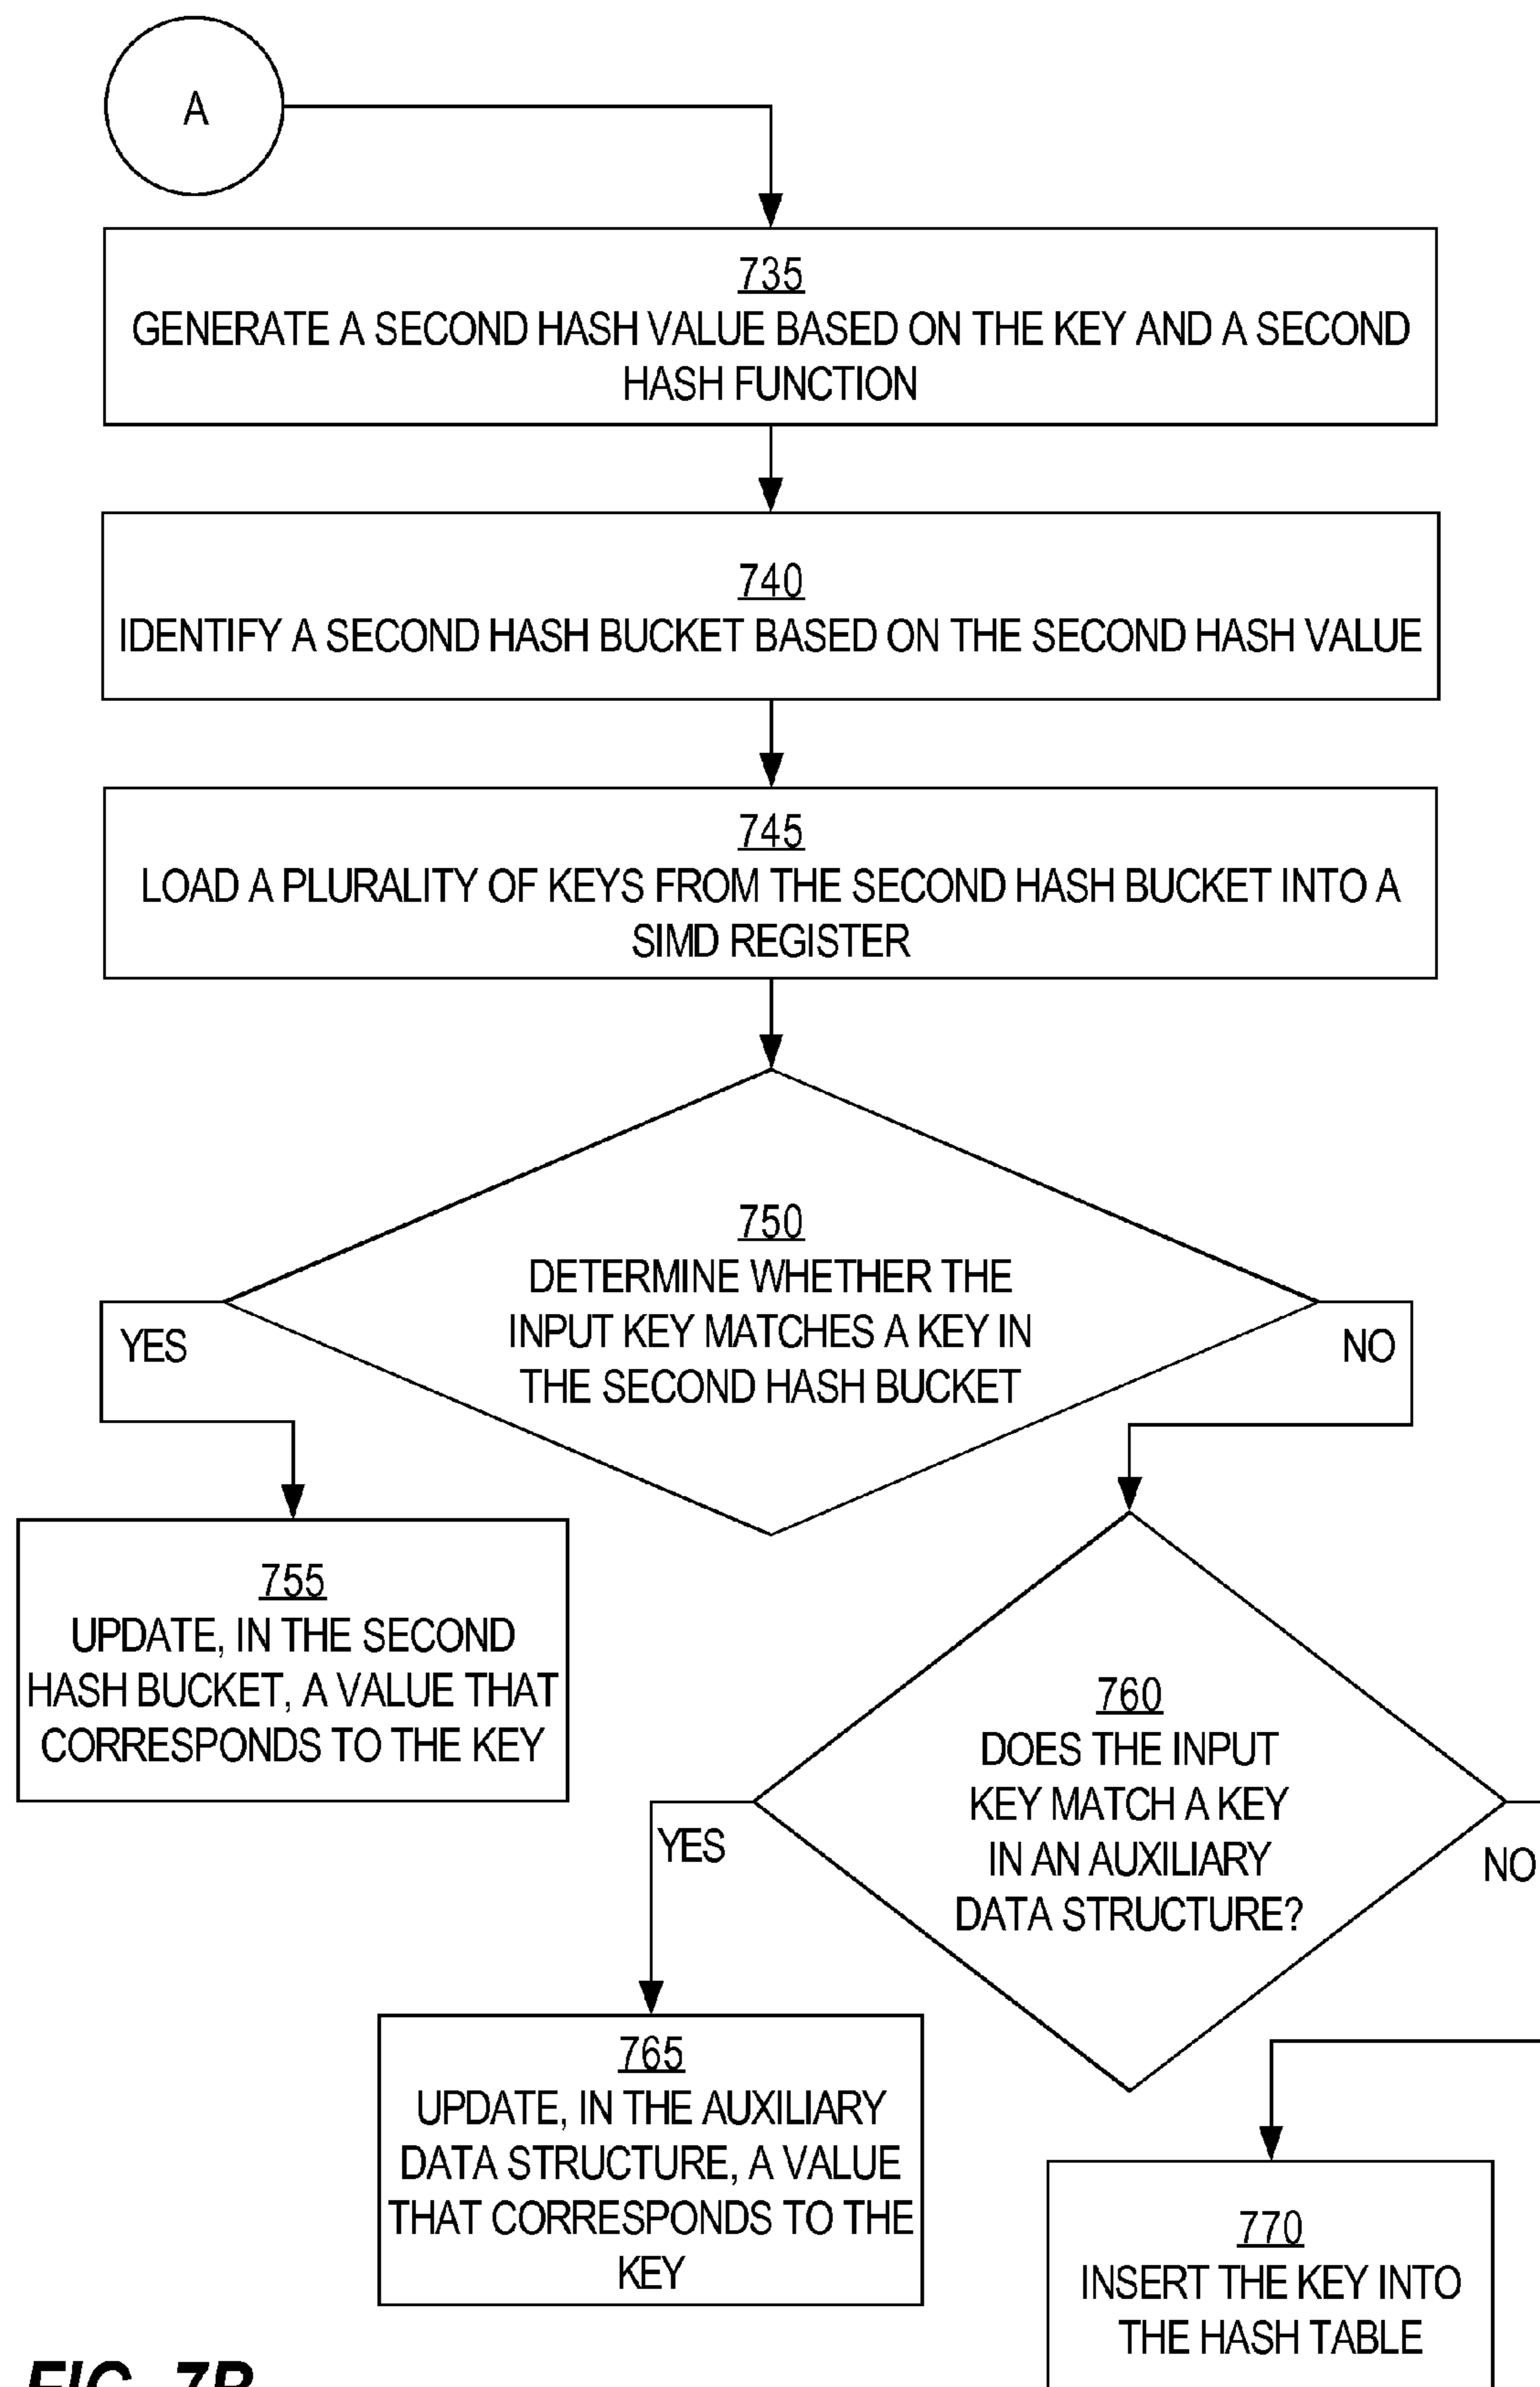 A
735
GENERATE A SECOND HASH VALUE BASED ON THE KEY AND A SECOND
HASH FUNCTION
740
IDENTIFY A SECOND HASH BUCKET BASED ON THE SECOND HASH VALUE
745
LOAD A PLURALITY OF KEYS FROM THE SECOND HASH BUCKET INTO A
SIMD REGISTER
750
DETERMINE WHETHER THE
INPUT KEY MATCHES A KEY IN
THE SECOND HASH BUCKET
YES
NO
755
UPDATE, IN THE SECOND
HASH BUCKET, A VALUE THAT
CORRESPONDS TO THE KEY
760
DOES THE INPUT
KEY MATCH A KEY
IN AN AUXILIARY
DATA STRUCTURE?
YES
NO
765
UPDATE, IN THE AUXILIARY
DATA STRUCTURE, A VALUE
THAT CORRESPONDS TO THE
KEY
770
INSERT THE KEY INTO
THE HASH TABLE
FIG. 7B